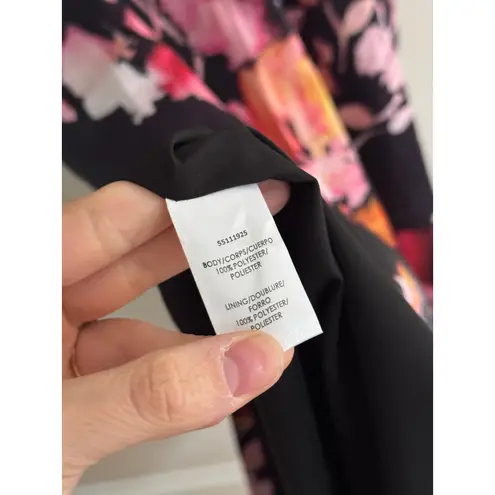 55111925
BODY/CORPS/CUERPO
100% POLYESTER/
POLIESTER
LINING/DOUBLURE/
FORRO
100% POLYESTER/
POLIESTER